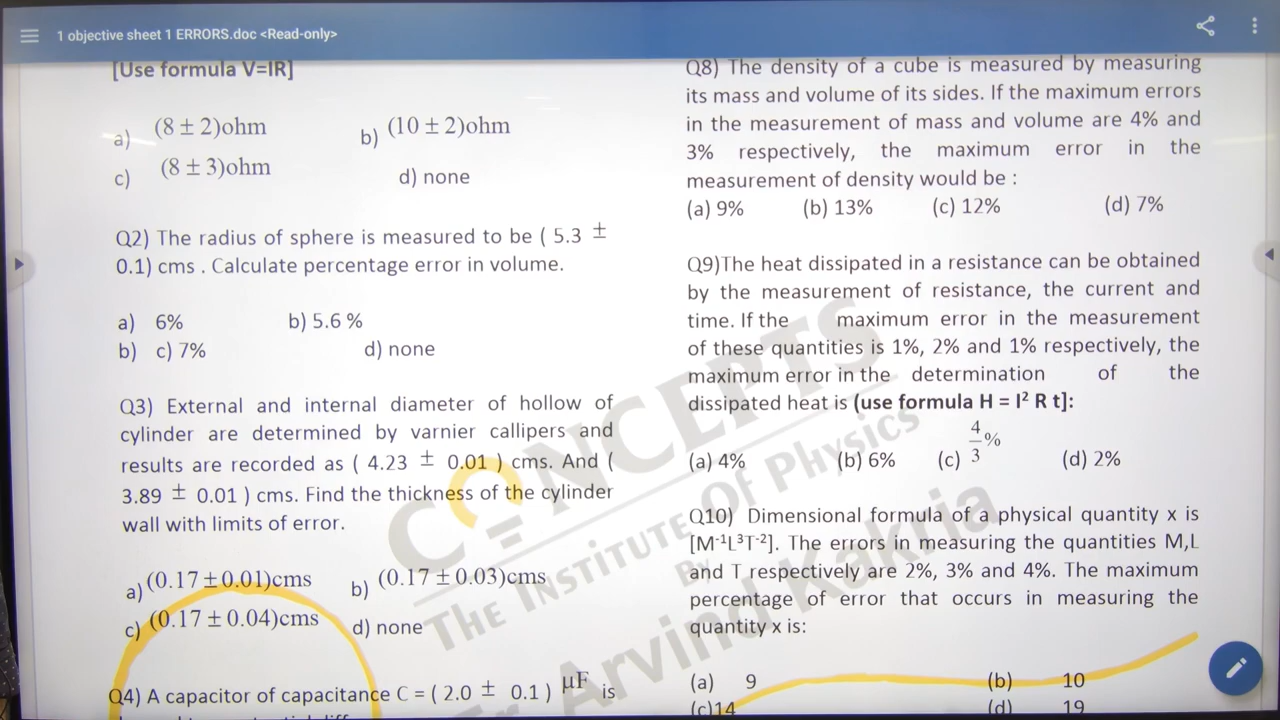 1 objective sheet 1 ERRORS.doc <Read-only>
[Use formula V=IR]
a) (8 ± 2)ohm b) (10 ± 2)ohm
c) (8 ± 3)ohm d) none
Q2) The radius of sphere is measured to be ( 5.3 ±
0.1) cms . Calculate percentage error in volume.
a) 6% b) 5.6 %
b) c) 7% d) none
Q3) External and internal diameter of hollow of
cylinder are determined by varnier callipers and
results are recorded as ( 4.23 ± 0.01 ) cms. And (
3.89 ± 0.01 ) cms. Find the thickness of the cylinder
wall with limits of error.
a) (0.17 ± 0.01)cms b) (0.17 ± 0.03)cms
c) (0.17 ± 0.04)cms d) none
Q4) A capacitor of capacitance C = ( 2.0 ± 0.1 ) μF is
Q8) The density of a cube is measured by measuring
its mass and volume of its sides. If the maximum errors
in the measurement of mass and volume are 4% and
3% respectively, the maximum error in the
measurement of density would be :
(a) 9% (b) 13% (c) 12% (d) 7%
Q9)The heat dissipated in a resistance can be obtained
by the measurement of resistance, the current and
time. If the maximum error in the measurement
of these quantities is 1%, 2% and 1% respectively, the
maximum error in the determination of the
dissipated heat is (use formula H = I² R t]:
(a) 4% (b) 6% (c) 4/3 % (d) 2%
Q10) Dimensional formula of a physical quantity x is
[M⁻¹L³T⁻²]. The errors in measuring the quantities M,L
and T respectively are 2%, 3% and 4%. The maximum
percentage of error that occurs in measuring the
quantity x is:
(a) 9 (b) 10
(c)14 (d) 19
CONCEPTS
THE INSTITUTE OF Physics
By
Er Arvind Kakria